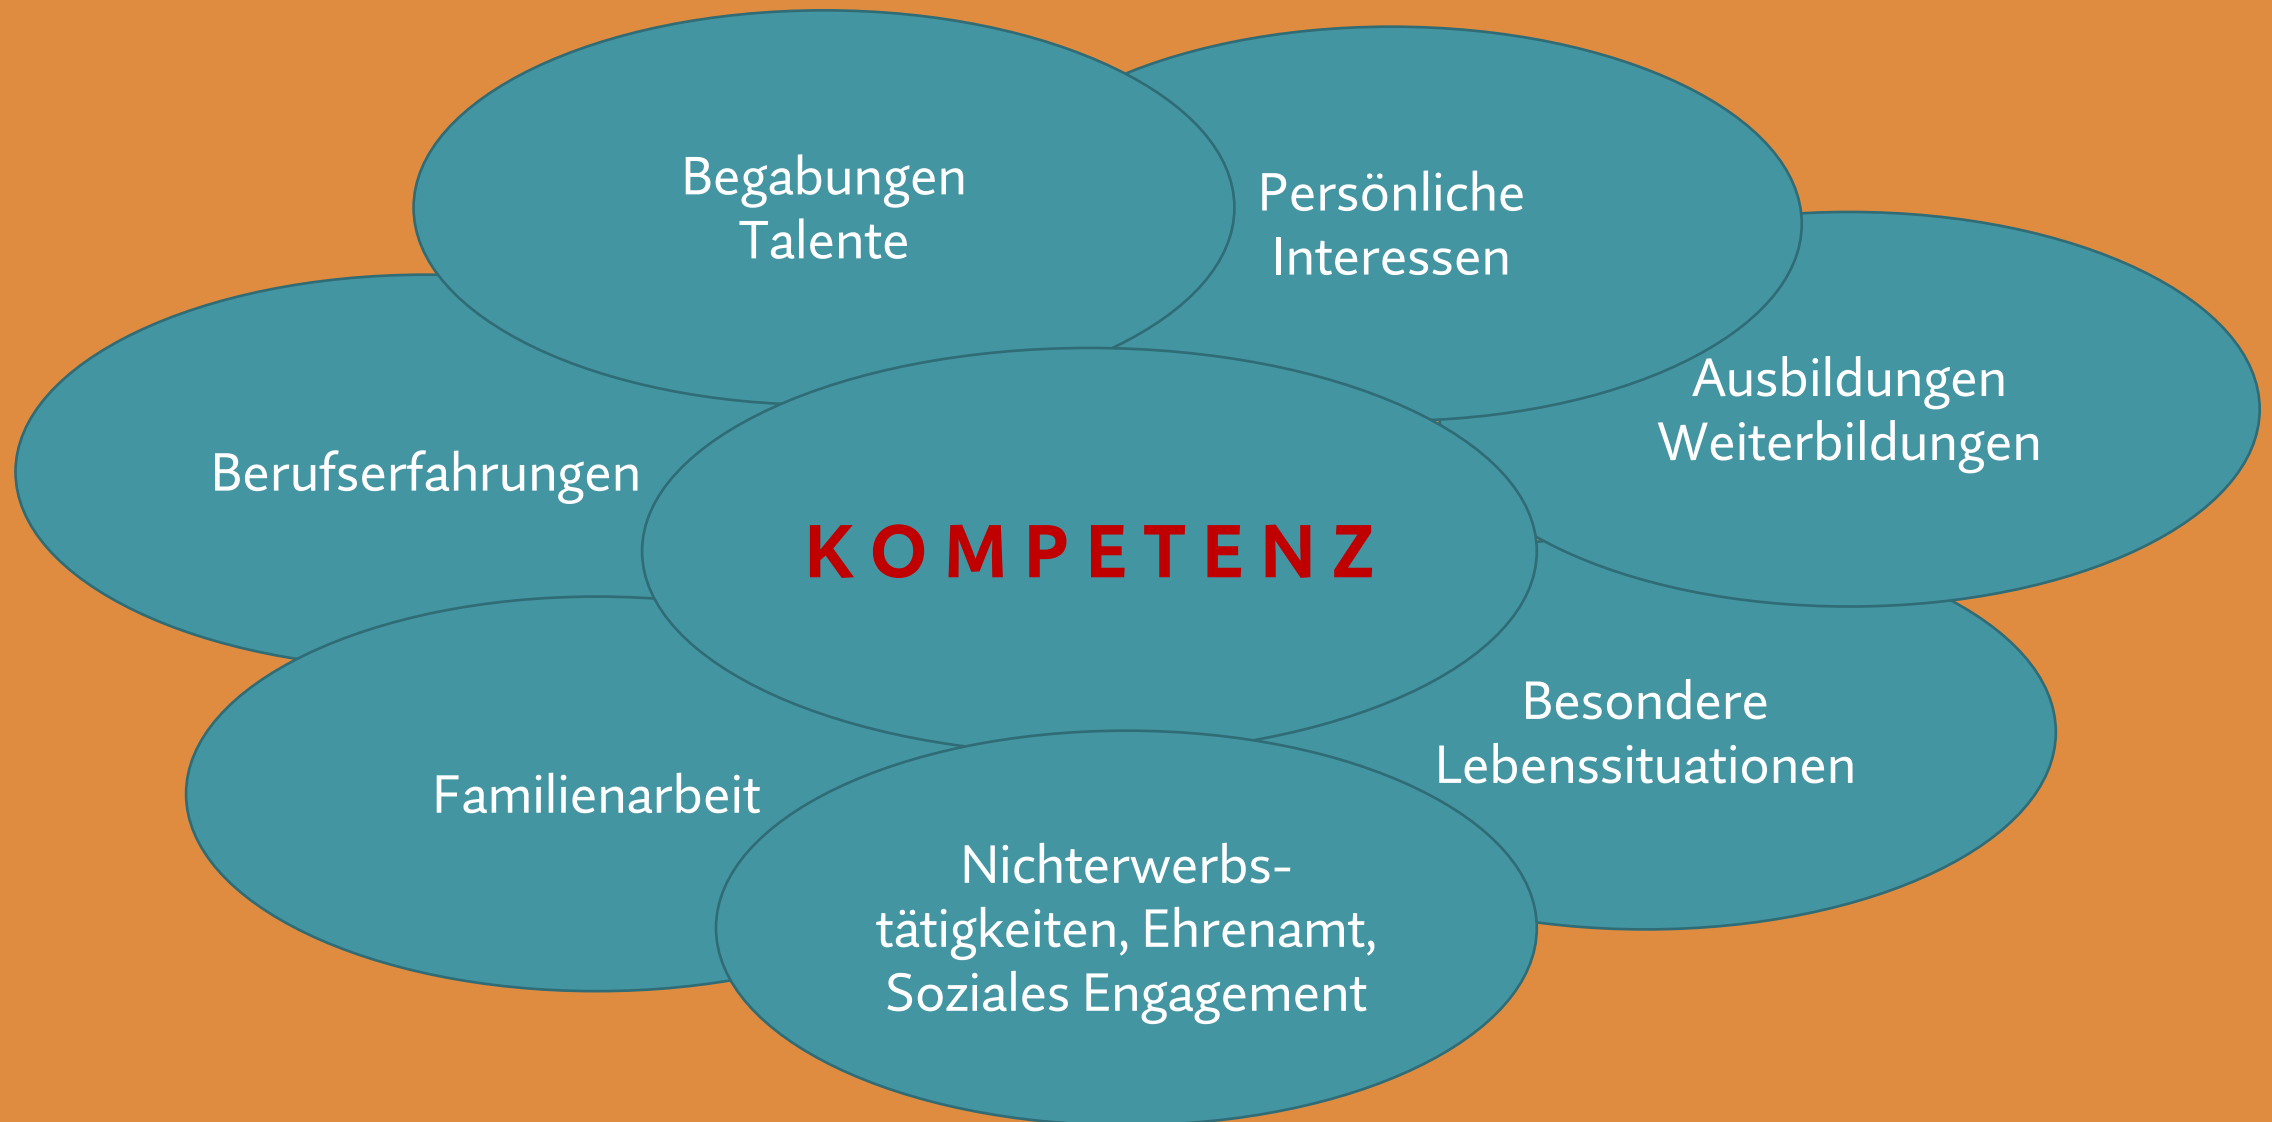 Begabungen
Talente
Persönliche
Interessen
Ausbildungen
Weiterbildungen
Berufserfahrungen
KOMPETENZ
Besondere
Lebenssituationen
Familienarbeit
Nichterwerbs-
tätigkeiten, Ehrenamt,
Soziales Engagement